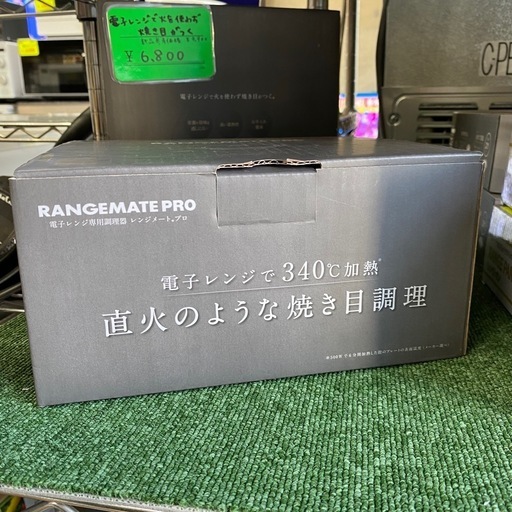 電子レンジで火を使わず
焼き目がつく
¥6,800
電子レンジで火を使わず焼き目がつく。
RANGEMATE PRO
電子レンジ専用調理器 レンジメート®プロ
電子レンジで340℃加熱※
直火のような焼き目調理